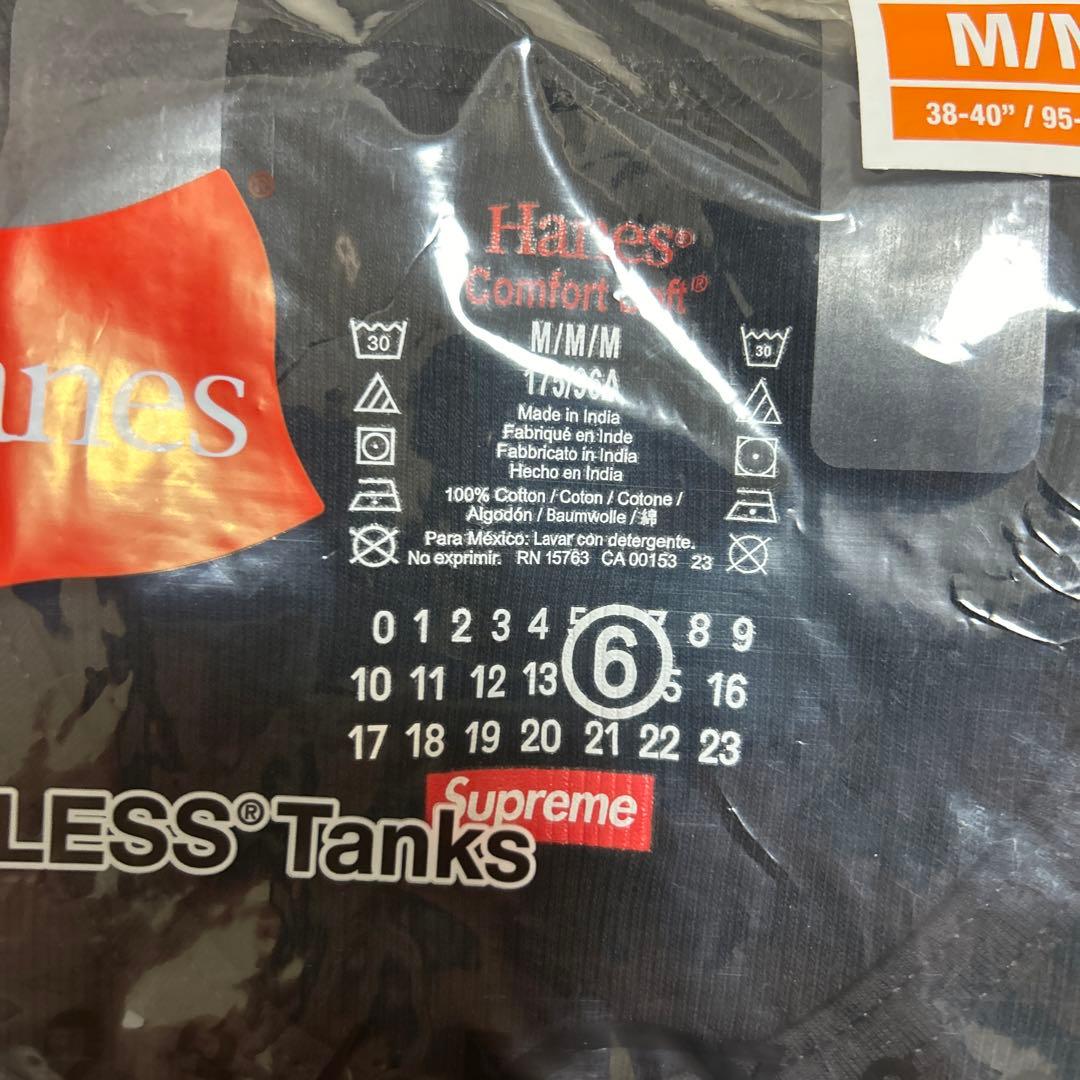 M/M
38-40” / 95-
®
anes
Hanes®
Comfort Soft®
30
30
M/M/M
175/96A
Made in India
Fabriqué en Inde
Fabbricato in India
Hecho en India
100% Cotton / Coton / Cotone /
Algodón / Baumwolle / 綿
Para México: Lavar con detergente.
No exprimir. RN 15763 CA 00153 23
0 1 2 3 4 5 7 8 9
6
10 11 12 13 5 16
17 18 19 20 21 22 23
Supreme
LESS® Tanks